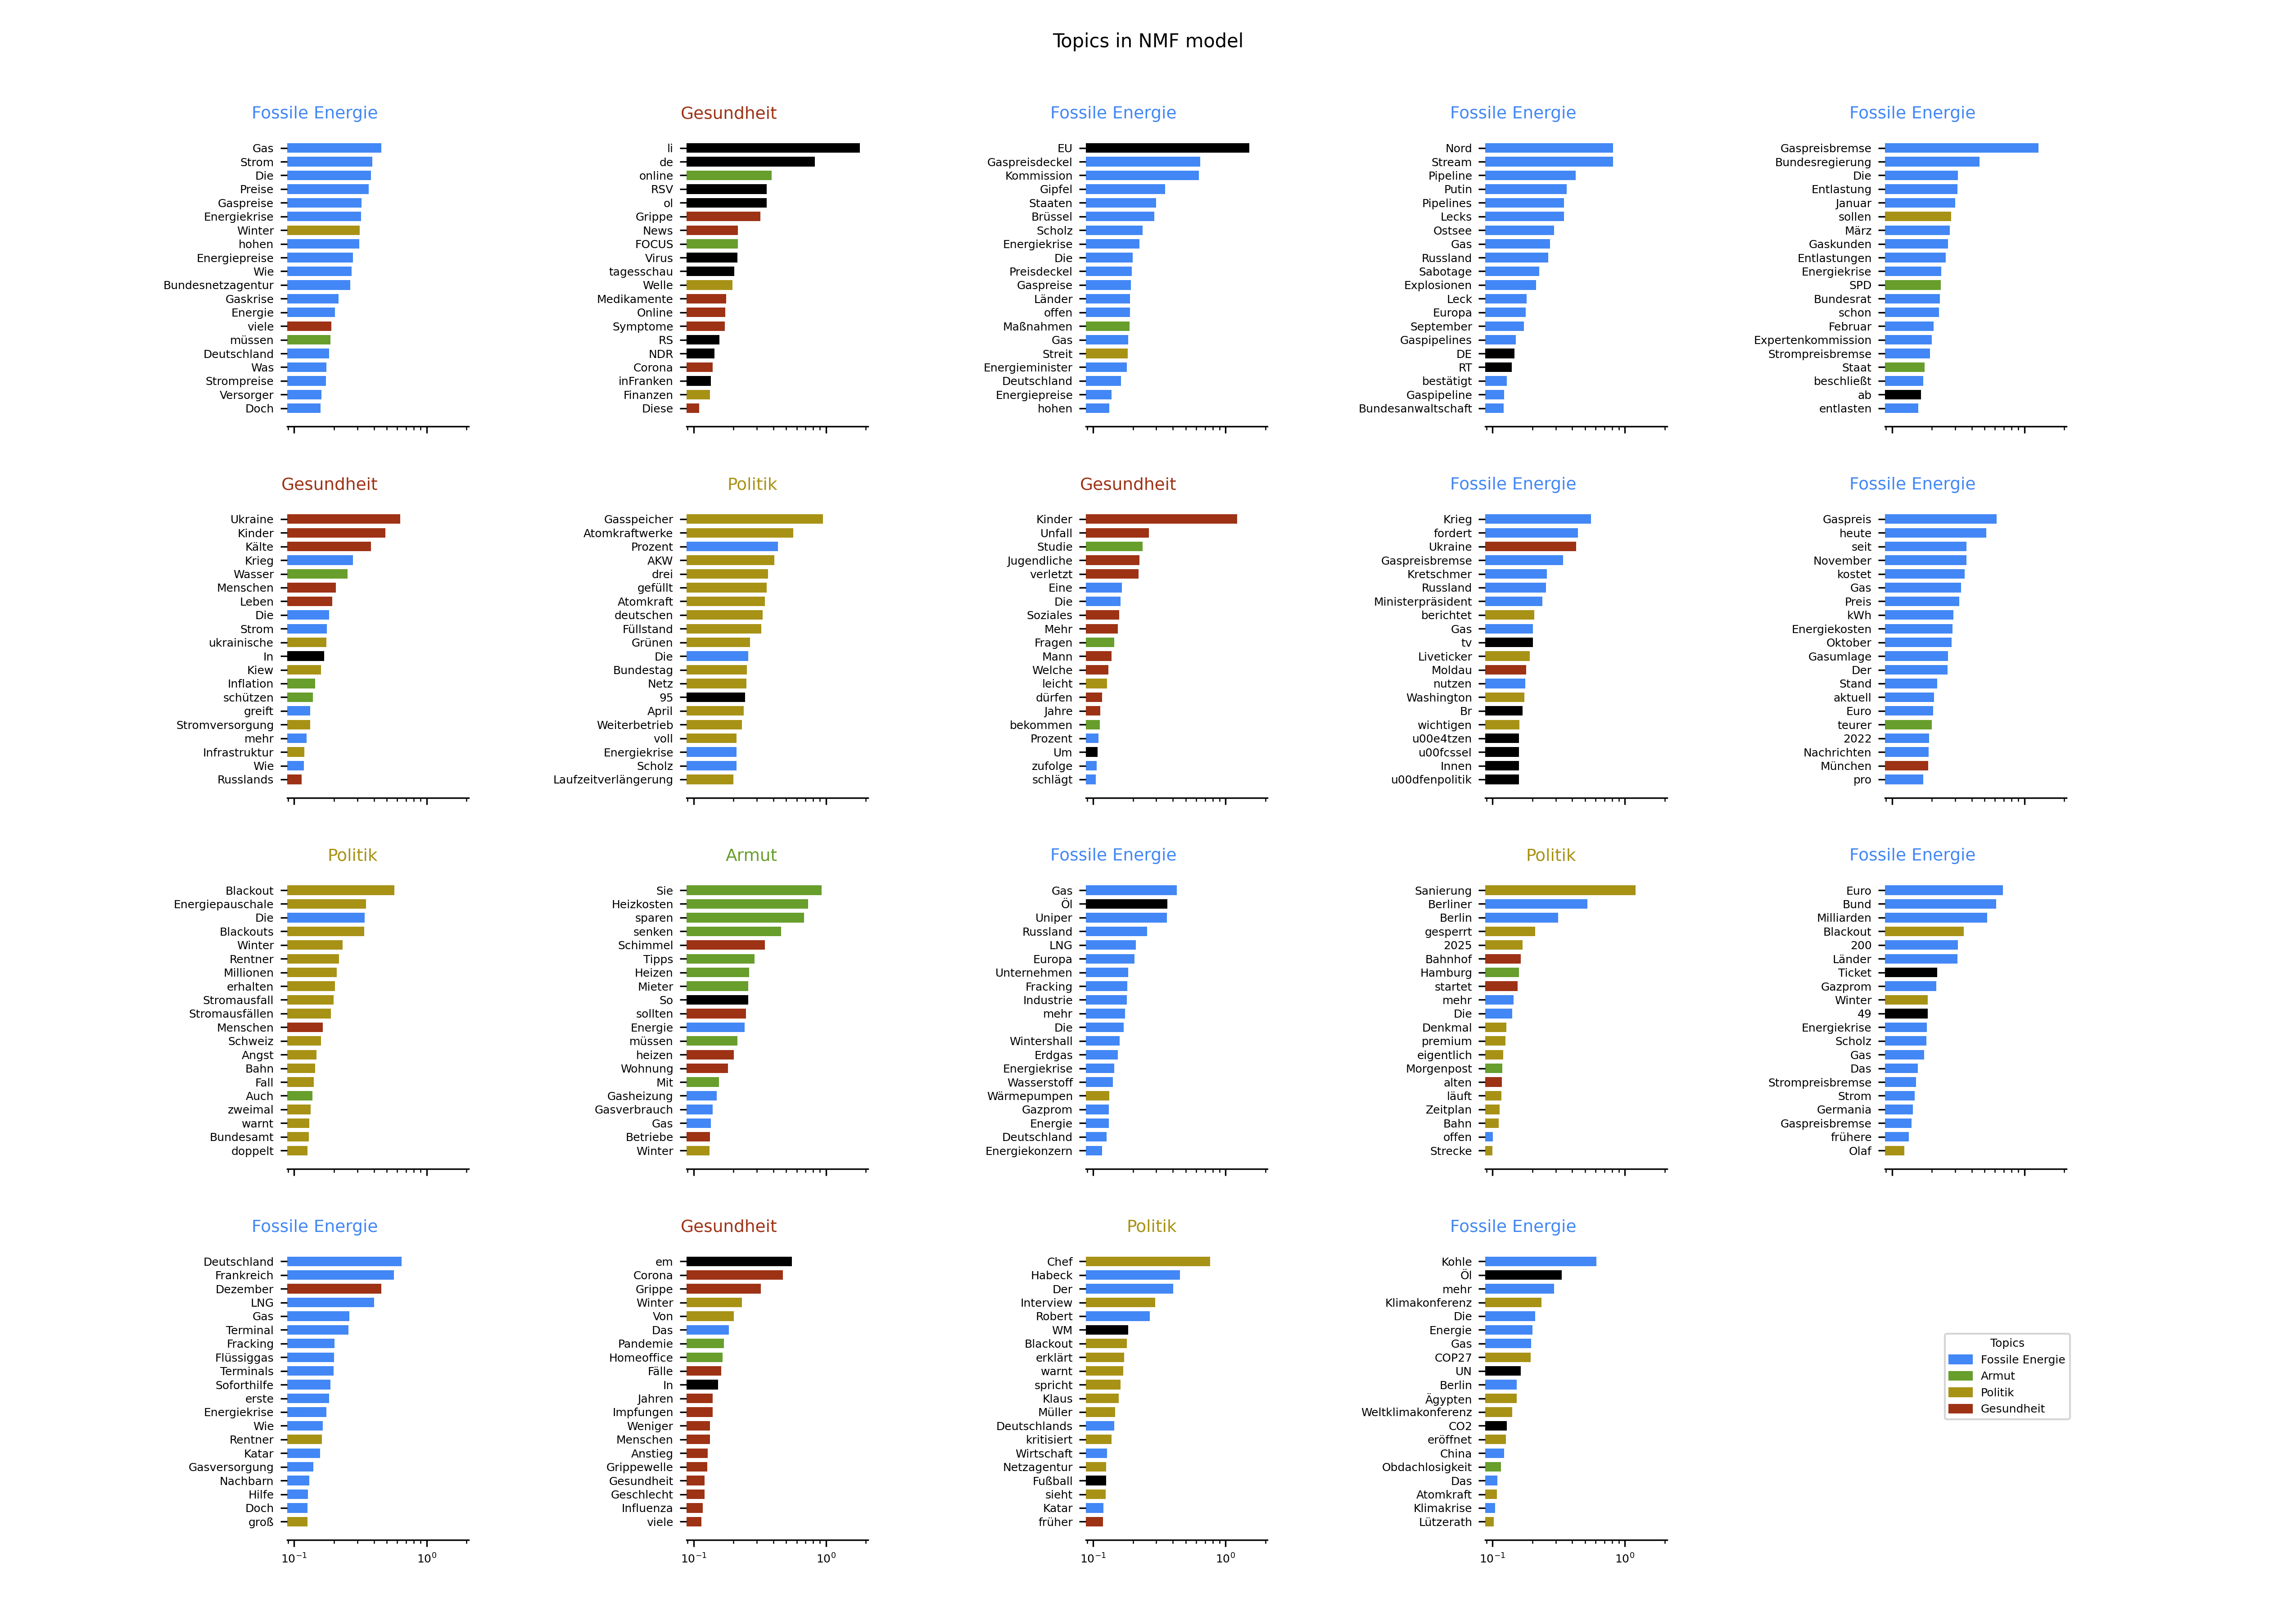 Topics in NMF model
Fossile Energie
Gas
Strom
Die
Preise
Gaspreise
Energiekrise
Winter
hohen
Energiepreise
Wie
Bundesnetzagentur
Gaskrise
Energie
viele
müssen
Deutschland
Was
Strompreise
Versorger
Doch
Gesundheit
li
de
online
RSV
ol
Grippe
News
FOCUS
Virus
tagesschau
Welle
Medikamente
Online
Symptome
RS
NDR
Corona
inFranken
Finanzen
Diese
Fossile Energie
EU
Gaspreisdeckel
Kommission
Gipfel
Staaten
Brüssel
Scholz
Energiekrise
Die
Preisdeckel
Gaspreise
Länder
offen
Maßnahmen
Gas
Streit
Energieminister
Deutschland
Energiepreise
hohen
Fossile Energie
Nord
Stream
Pipeline
Putin
Pipelines
Lecks
Ostsee
Gas
Russland
Sabotage
Explosionen
Leck
Europa
September
Gaspipelines
DE
RT
bestätigt
Gaspipeline
Bundesanwaltschaft
Fossile Energie
Gaspreisbremse
Bundesregierung
Die
Entlastung
Januar
sollen
März
Gaskunden
Entlastungen
Energiekrise
SPD
Bundesrat
schon
Februar
Expertenkommission
Strompreisbremse
Staat
beschließt
ab
entlasten
Gesundheit
Ukraine
Kinder
Kälte
Krieg
Wasser
Menschen
Leben
Die
Strom
ukrainische
In
Kiew
Inflation
schützen
greift
Stromversorgung
mehr
Infrastruktur
Wie
Russlands
Politik
Gasspeicher
Atomkraftwerke
Prozent
AKW
drei
gefüllt
Atomkraft
deutschen
Füllstand
Grünen
Die
Bundestag
Netz
95
April
Weiterbetrieb
voll
Energiekrise
Scholz
Laufzeitverlängerung
Gesundheit
Kinder
Unfall
Studie
Jugendliche
verletzt
Eine
Die
Soziales
Mehr
Fragen
Mann
Welche
leicht
dürfen
Jahre
bekommen
Prozent
Um
zufolge
schlägt
Fossile Energie
Krieg
fordert
Ukraine
Gaspreisbremse
Kretschmer
Russland
Ministerpräsident
berichtet
Gas
tv
Liveticker
Moldau
nutzen
Washington
Br
wichtigen
u00e4tzen
u00fcssel
Innen
u00dfenpolitik
Fossile Energie
Gaspreis
heute
seit
November
kostet
Gas
Preis
kWh
Energiekosten
Oktober
Gasumlage
Der
Stand
aktuell
Euro
teurer
2022
Nachrichten
München
pro
Politik
Blackout
Energiepauschale
Die
Blackouts
Winter
Rentner
Millionen
erhalten
Stromausfall
Stromausfällen
Menschen
Schweiz
Angst
Bahn
Fall
Auch
zweimal
warnt
Bundesamt
doppelt
Armut
Sie
Heizkosten
sparen
senken
Schimmel
Tipps
Heizen
Mieter
So
sollten
Energie
müssen
heizen
Wohnung
Mit
Gasheizung
Gasverbrauch
Gas
Betriebe
Winter
Fossile Energie
Gas
Öl
Uniper
Russland
LNG
Europa
Unternehmen
Fracking
Industrie
mehr
Die
Wintershall
Erdgas
Energiekrise
Wasserstoff
Wärmepumpen
Gazprom
Energie
Deutschland
Energiekonzern
Politik
Sanierung
Berliner
Berlin
gesperrt
2025
Bahnhof
Hamburg
startet
mehr
Die
Denkmal
premium
eigentlich
Morgenpost
alten
läuft
Zeitplan
Bahn
offen
Strecke
Fossile Energie
Euro
Bund
Milliarden
Blackout
200
Länder
Ticket
Gazprom
Winter
49
Energiekrise
Scholz
Gas
Das
Strompreisbremse
Strom
Germania
Gaspreisbremse
frühere
Olaf
Fossile Energie
Deutschland
Frankreich
Dezember
LNG
Gas
Terminal
Fracking
Flüssiggas
Terminals
Soforthilfe
erste
Energiekrise
Wie
Rentner
Katar
Gasversorgung
Nachbarn
Hilfe
Doch
groß
10⁻¹ 10⁰
Gesundheit
em
Corona
Grippe
Winter
Von
Das
Pandemie
Homeoffice
Fälle
In
Jahren
Impfungen
Weniger
Menschen
Anstieg
Grippewelle
Gesundheit
Geschlecht
Influenza
viele
10⁻¹ 10⁰
Politik
Chef
Habeck
Der
Interview
Robert
WM
Blackout
erklärt
warnt
spricht
Klaus
Müller
Deutschlands
kritisiert
Wirtschaft
Netzagentur
Fußball
sieht
Katar
früher
10⁻¹ 10⁰
Fossile Energie
Kohle
Öl
mehr
Klimakonferenz
Die
Energie
Gas
COP27
UN
Berlin
Ägypten
Weltklimakonferenz
CO2
eröffnet
China
Obdachlosigkeit
Das
Atomkraft
Klimakrise
Lützerath
10⁻¹ 10⁰
Topics
Fossile Energie
Armut
Politik
Gesundheit